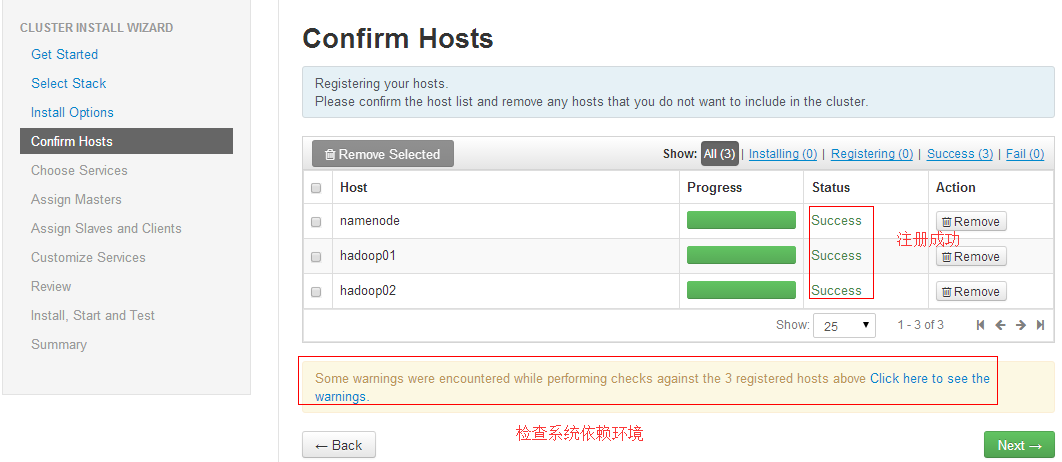 CLUSTER INSTALL WIZARD
Get Started
Select Stack
Install Options
Confirm Hosts
Choose Services
Assign Masters
Assign Slaves and Clients
Customize Services
Review
Install, Start and Test
Summary
Confirm Hosts
Registering your hosts.
Please confirm the host list and remove any hosts that you do not want to include in the cluster.
Remove Selected
Show: All (3) | Installing (0) | Registering (0) | Success (3) | Fail (0)
Host Progress Status Action
namenode Success Remove
注册成功
hadoop01 Success Remove
hadoop02 Success Remove
Show: 25 1 - 3 of 3
Some warnings were encountered while performing checks against the 3 registered hosts above Click here to see the
warnings.
检查系统依赖环境
← Back
Next →